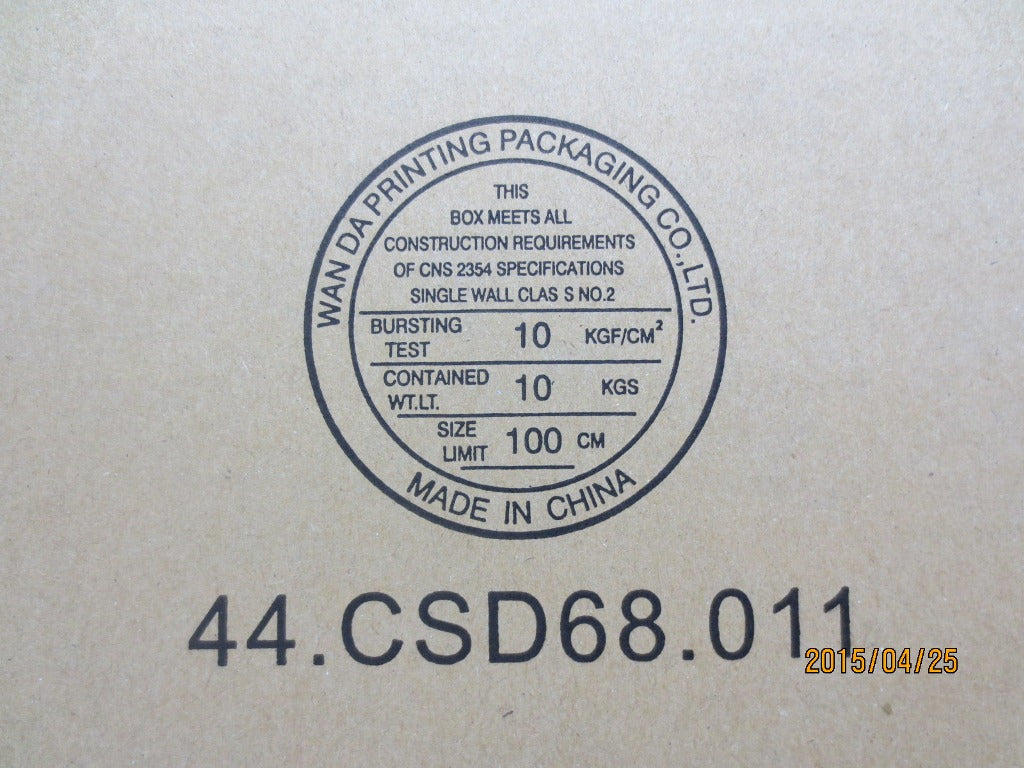 WAN DA PRINTING PACKAGING CO.,LTD.
THIS
BOX MEETS ALL
CONSTRUCTION REQUIREMENTS
OF CNS 2354 SPECIFICATIONS
SINGLE WALL CLAS S NO.2
BURSTING TEST 10 KGF/CM²
CONTAINED WT.LT. 10 KGS
SIZE LIMIT 100 CM
MADE IN CHINA
44.CSD68.011
2015/04/25